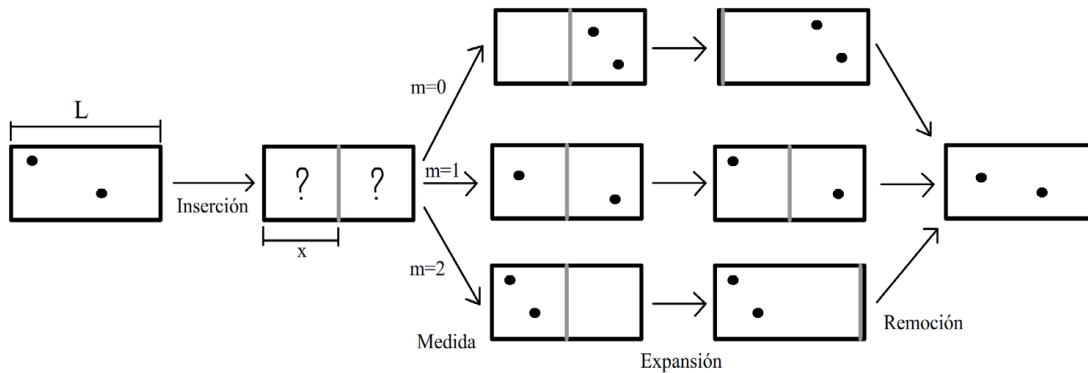 L
Inserción
? ?
x
m=0
m=1
m=2
Medida
Expansión
Remoción